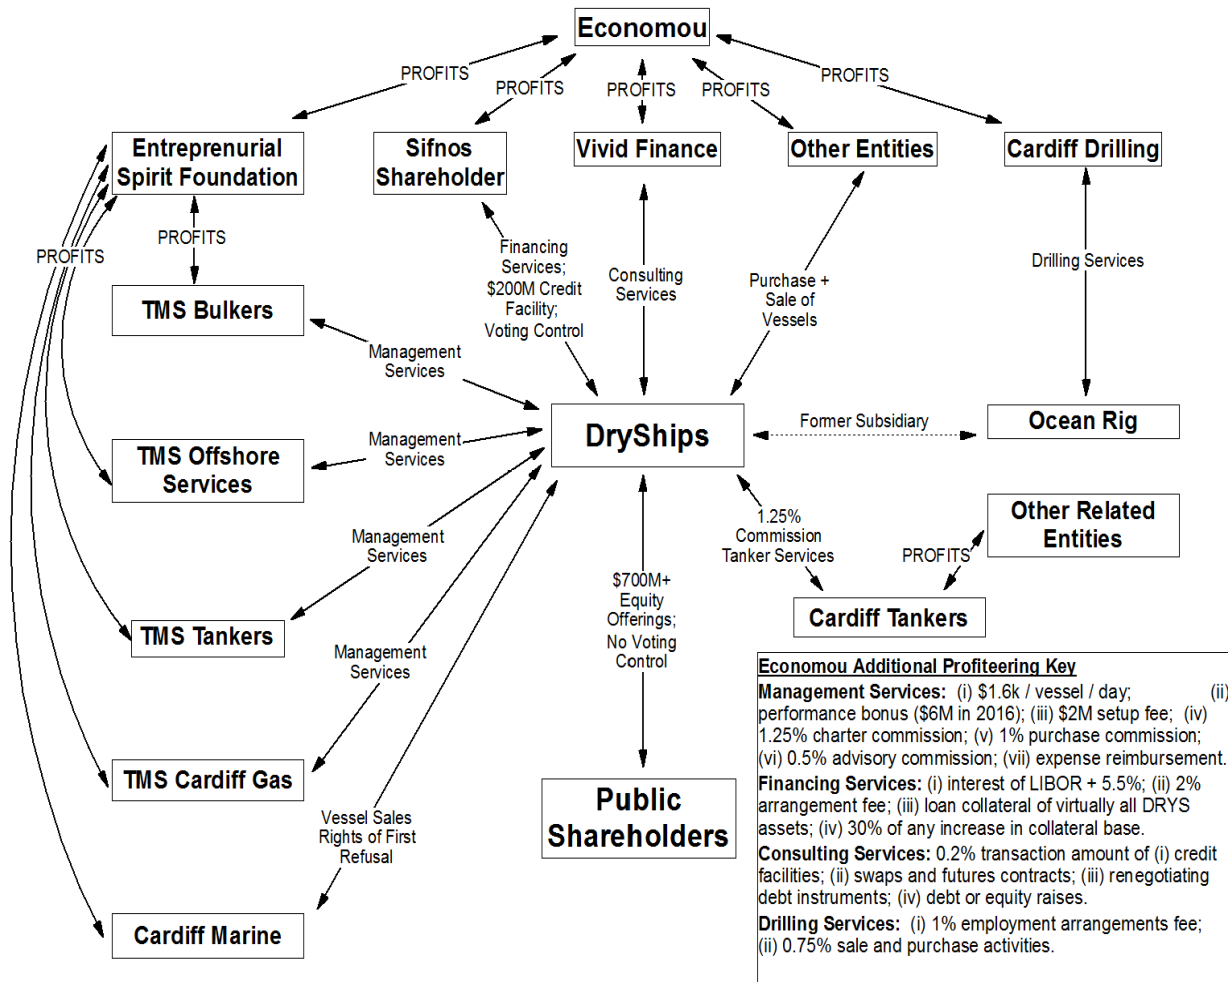 Economou
PROFITS
PROFITS
PROFITS
PROFITS
PROFITS
Entreprenurial
Spirit Foundation
Sifnos
Shareholder
Vivid Finance
Other Entities
Cardiff Drilling
PROFITS
PROFITS
Financing
Services;
$200M Credit
Facility;
Voting Control
Consulting
Services
Purchase +
Sale of
Vessels
Drilling Services
TMS Bulkers
Management
Services
DryShips
Former Subsidiary
Ocean Rig
TMS Offshore
Services
Management
Services
1.25%
Commission
Tanker Services
Other Related
Entities
PROFITS
Management
Services
$700M+
Equity
Offerings;
No Voting
Control
Cardiff Tankers
TMS Tankers
Management
Services
TMS Cardiff Gas
Public
Shareholders
Vessel Sales
Rights of First
Refusal
Cardiff Marine
Economou Additional Profiteering Key
Management Services: (i) $1.6k / vessel / day; (ii)
performance bonus ($6M in 2016); (iii) $2M setup fee; (iv)
1.25% charter commission; (v) 1% purchase commission;
(vi) 0.5% advisory commission; (vii) expense reimbursement.
Financing Services: (i) interest of LIBOR + 5.5%; (ii) 2%
arrangement fee; (iii) loan collateral of virtually all DRYS
assets; (iv) 30% of any increase in collateral base.
Consulting Services: 0.2% transaction amount of (i) credit
facilities; (ii) swaps and futures contracts; (iii) renegotiating
debt instruments; (iv) debt or equity raises.
Drilling Services: (i) 1% employment arrangements fee;
(ii) 0.75% sale and purchase activities.